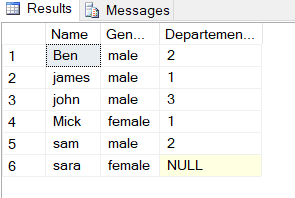 Results Messages
Name Gen... Departemen...
1 Ben male 2
2 james male 1
3 john male 3
4 Mick female 1
5 sam male 2
6 sara female NULL